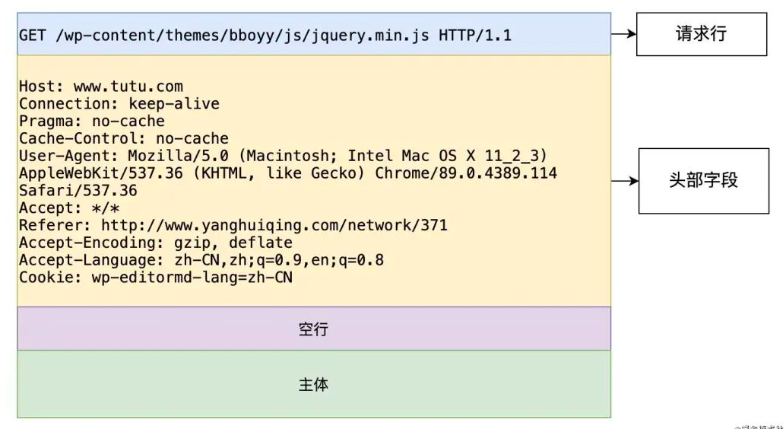 GET /wp-content/themes/bboyy/js/jquery.min.js HTTP/1.1
请求行
Host: www.tutu.com
Connection: keep-alive
Pragma: no-cache
Cache-Control: no-cache
User-Agent: Mozilla/5.0 (Macintosh; Intel Mac OS X 11_2_3)
AppleWebKit/537.36 (KHTML, like Gecko) Chrome/89.0.4389.114
Safari/537.36
头部字段
Accept: */*
Referer: http://www.yanghuiqing.com/network/371
Accept-Encoding: gzip, deflate
Accept-Language: zh-CN,zh;q=0.9,en;q=0.8
Cookie: wp-editormd-lang=zh-CN
空行
主体